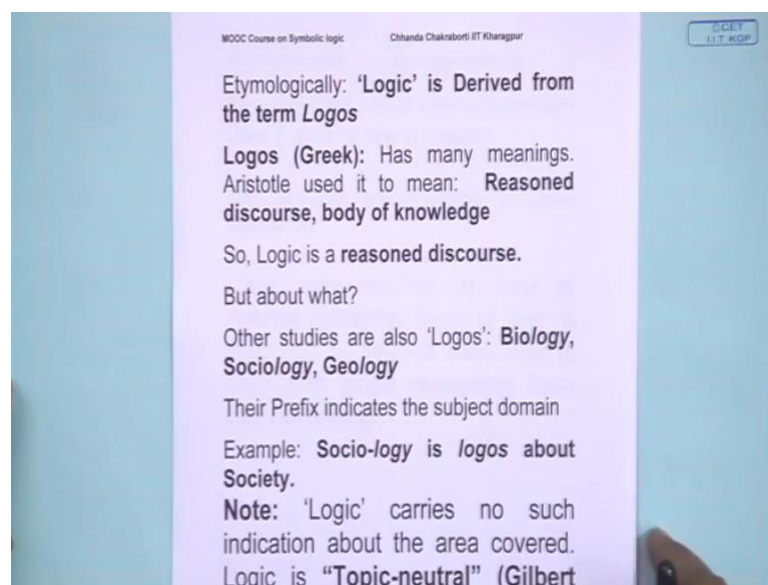 MOOC Course on Symbolic logic Chhanda Chakraborti IIT Kharagpur
CET
I.I.T. KGP
Etymologically: ‘Logic’ is Derived from
the term Logos
Logos (Greek): Has many meanings.
Aristotle used it to mean: Reasoned
discourse, body of knowledge
So, Logic is a reasoned discourse.
But about what?
Other studies are also ‘Logos’: Biology,
Sociology, Geology
Their Prefix indicates the subject domain
Example: Socio-logy is logos about
Society.
Note: ‘Logic’ carries no such
indication about the area covered.
Logic is “Topic-neutral” (Gilbert